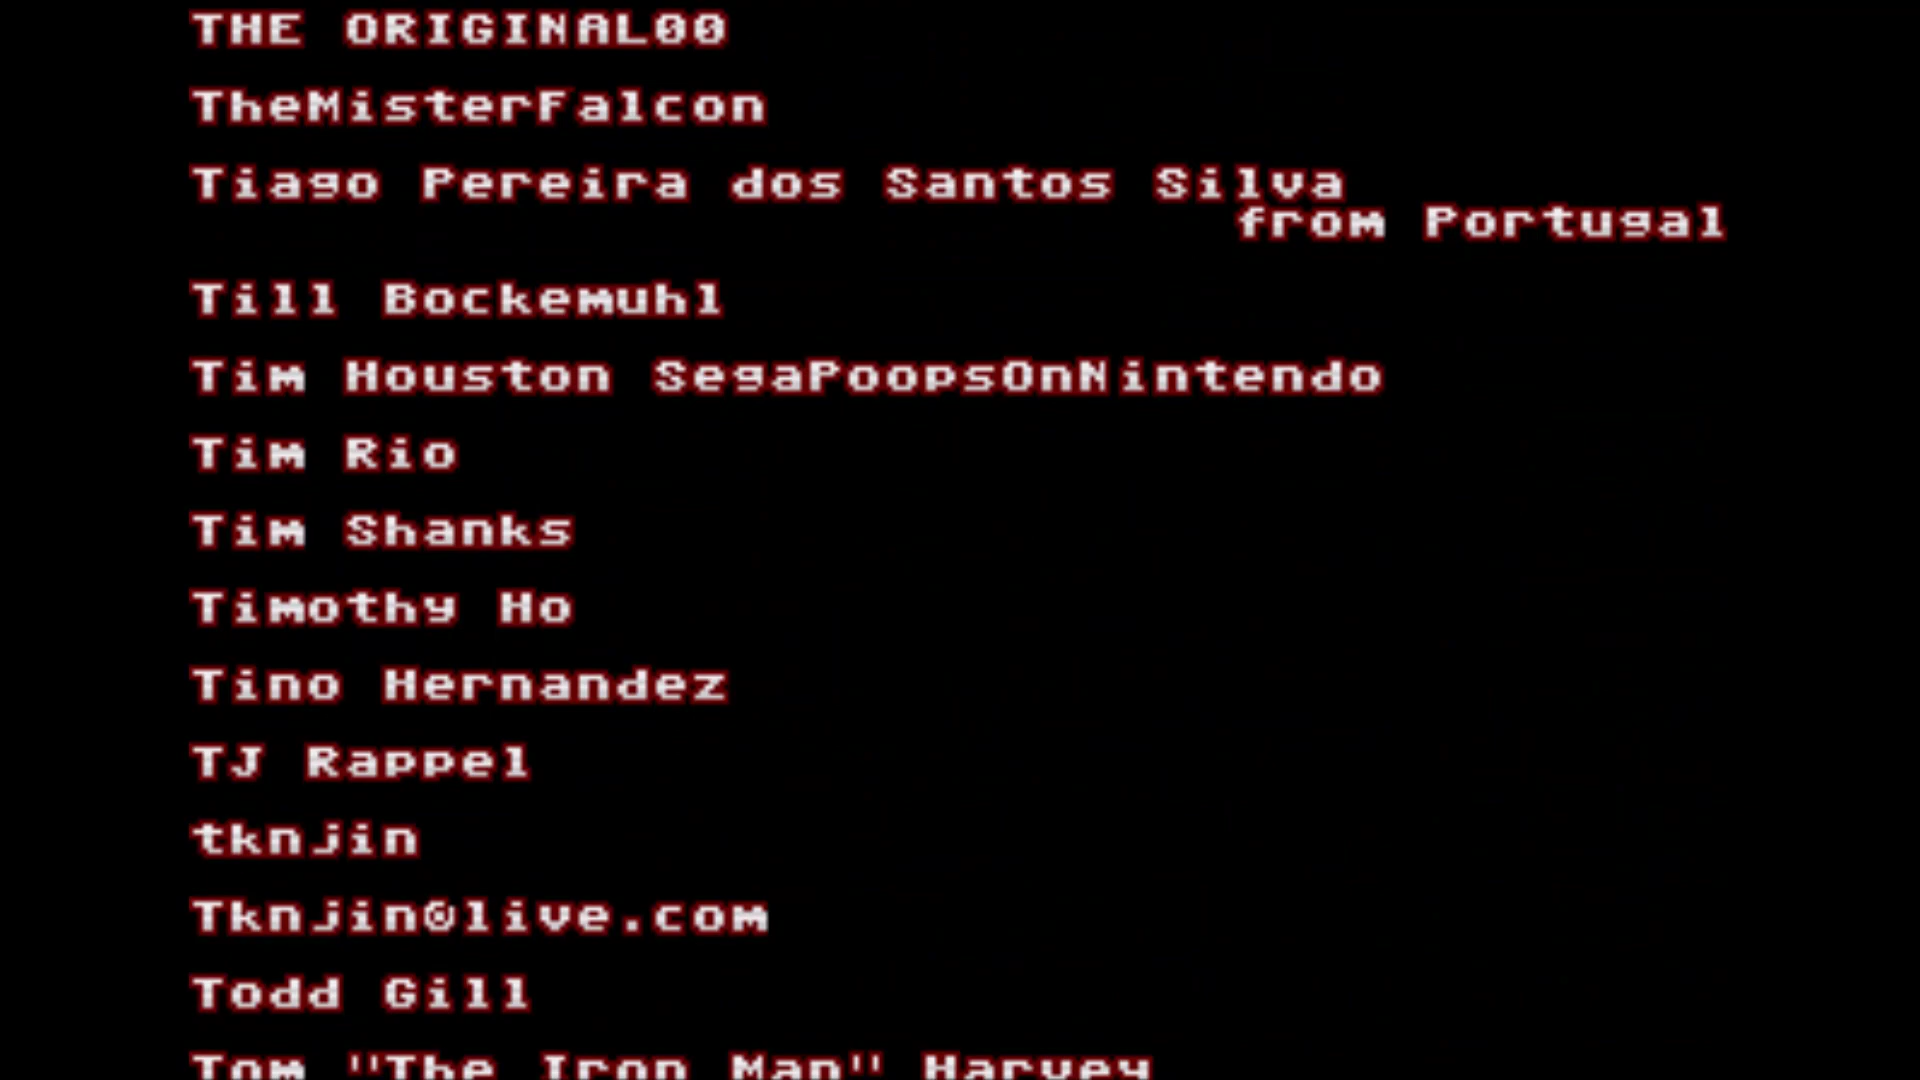 THE ORIGINAL00
TheMisterFalcon
Tiago Pereira dos Santos Silva
from Portugal
Till Bockemuhl
Tim Houston SegaPoopsOnNintendo
Tim Rio
Tim Shanks
Timothy Ho
Tino Hernandez
TJ Rappel
tknjin
Tknjin@live.com
Todd Gill
Tom "The Iron Man" Harvey